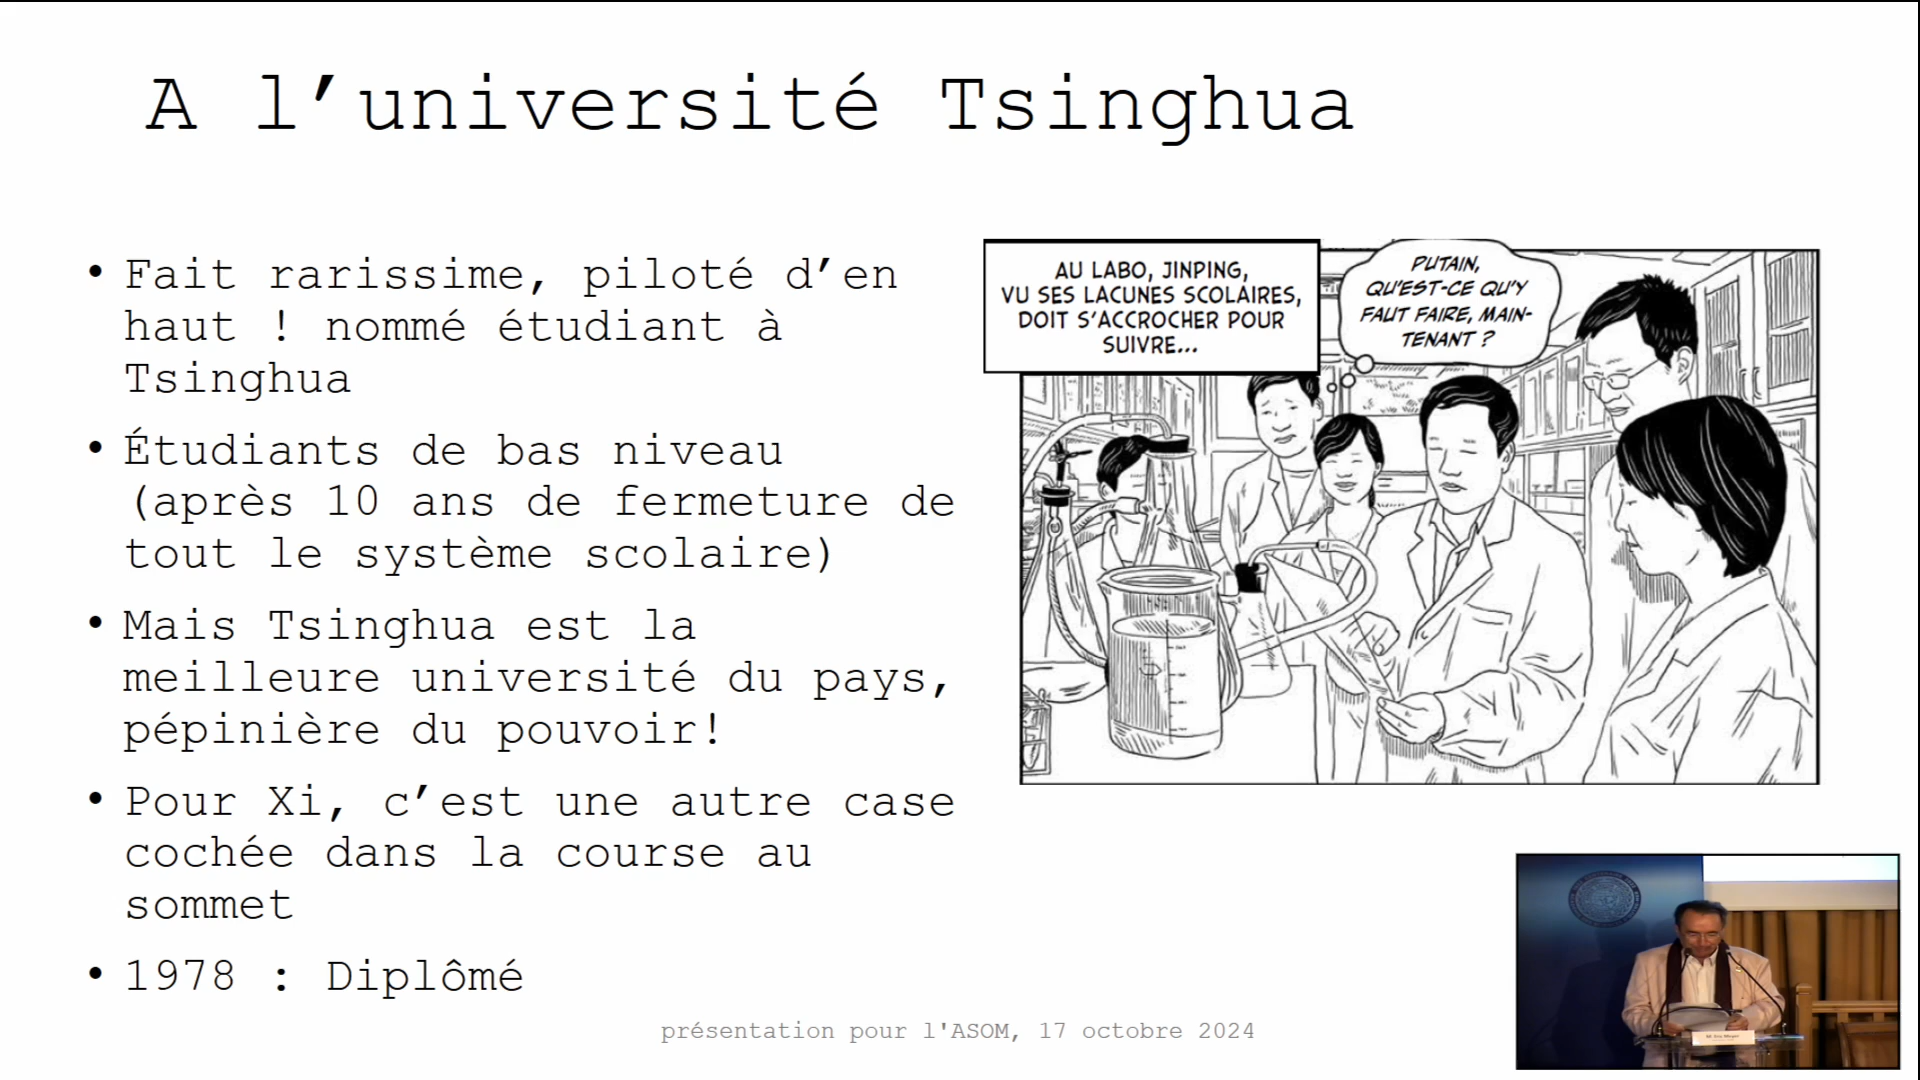 A l’université Tsinghua
• Fait rarissime, piloté d’en
haut ! nommé étudiant à
Tsinghua
• Étudiants de bas niveau
(après 10 ans de fermeture de
tout le système scolaire)
• Mais Tsinghua est la
meilleure université du pays,
pépinière du pouvoir!
• Pour Xi, c’est une autre case
cochée dans la course au
sommet
• 1978 : Diplômé
AU LABO, JINPING,
VU SES LACUNES SCOLAIRES,
DOIT S’ACCROCHER POUR
SUIVRE...
PUTAIN,
QU’EST-CE QU’Y
FAUT FAIRE, MAIN-
TENANT ?
présentation pour l'ASOM, 17 octobre 2024